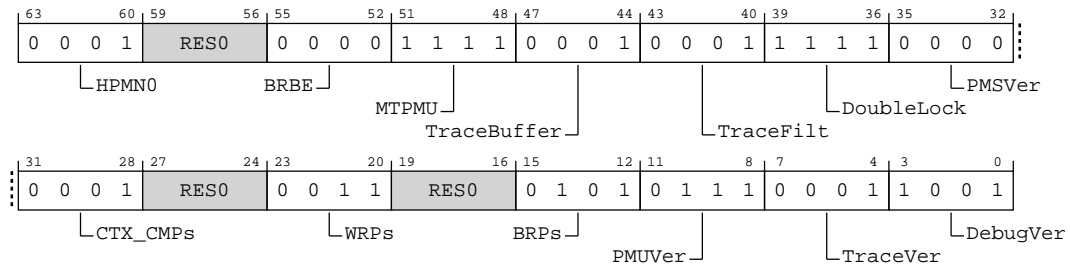 63 60 59 56 55 52 51 48 47 44 43 40 39 36 35 32
0 0 0 1 RES0 0 0 0 0 1 1 1 1 0 0 0 1 0 0 0 1 1 1 1 1 0 0 0 0
HPMN0 BRBE PMSVer
MTPMU DoubleLock
TraceBuffer TraceFilt
31 28 27 24 23 20 19 16 15 12 11 8 7 4 3 0
0 0 0 1 RES0 0 0 1 1 RES0 0 1 0 1 0 1 1 1 0 0 0 1 1 0 0 1
CTX_CMPs WRPs BRPs DebugVer
PMUVer TraceVer